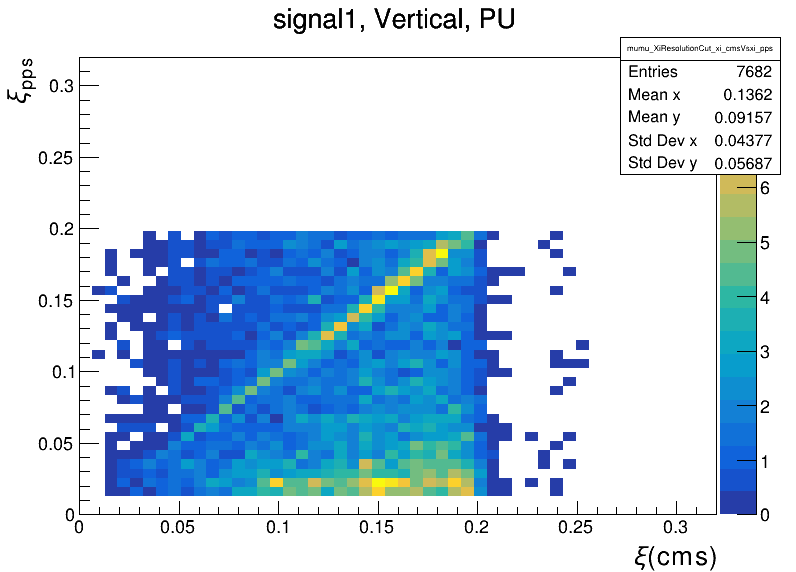 signal1, Vertical, PU
mumu_XiResolutionCut_xi_cmsVsxi_pps
Entries 7682
Mean x 0.1362
Mean y 0.09157
Std Dev x 0.04377
Std Dev y 0.05687
ξpps
0.3
0.25
0.2
0.15
0.1
0.05
0
0 0.05 0.1 0.15 0.2 0.25 0.3
ξ(cms)
6
5
4
3
2
1
0